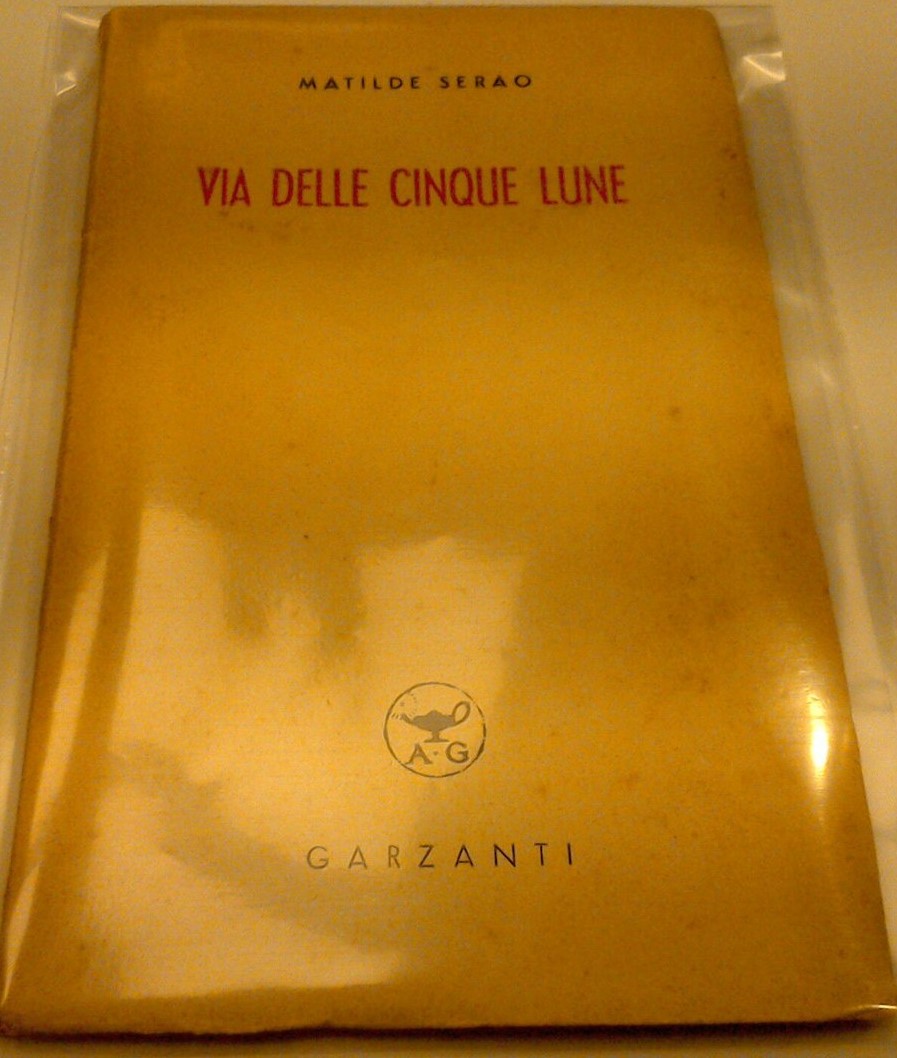 MATILDE SERAO
VIA DELLE CINQUE LUNE
A·G
GARZANTI